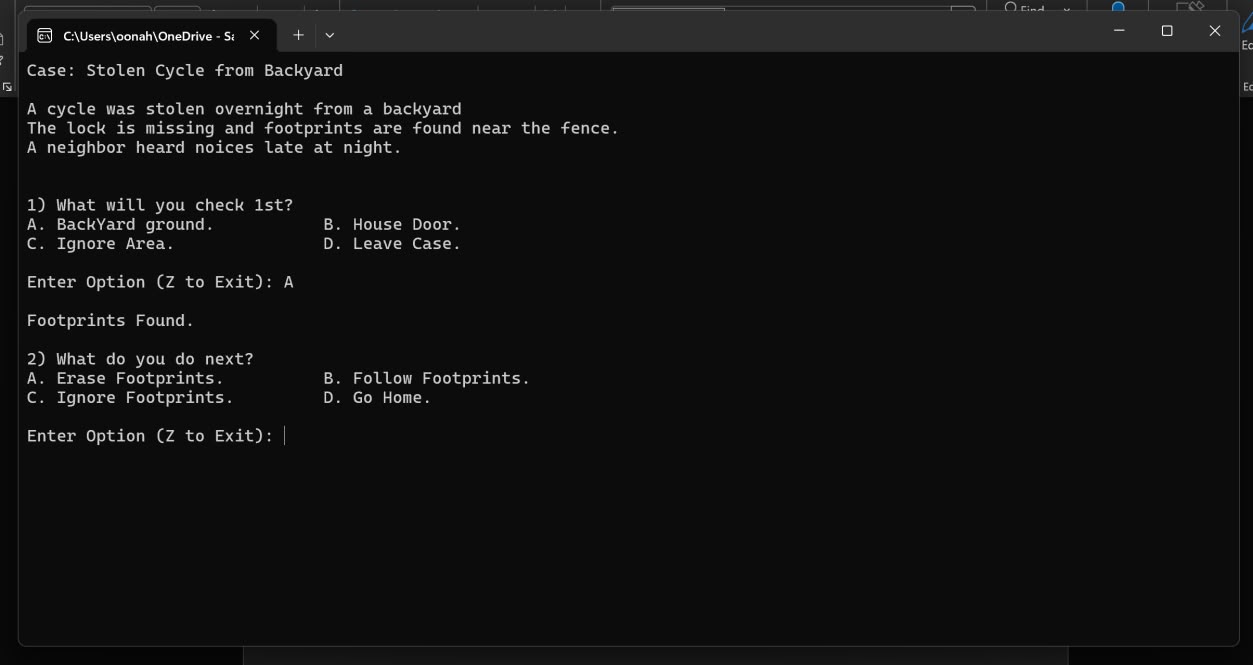 Find
C:\Users\oonah\OneDrive - Sa
Case: Stolen Cycle from Backyard
A cycle was stolen overnight from a backyard
The lock is missing and footprints are found near the fence.
A neighbor heard noices late at night.
1) What will you check 1st?
A. BackYard ground. B. House Door.
C. Ignore Area. D. Leave Case.
Enter Option (Z to Exit): A
Footprints Found.
2) What do you do next?
A. Erase Footprints. B. Follow Footprints.
C. Ignore Footprints. D. Go Home.
Enter Option (Z to Exit):